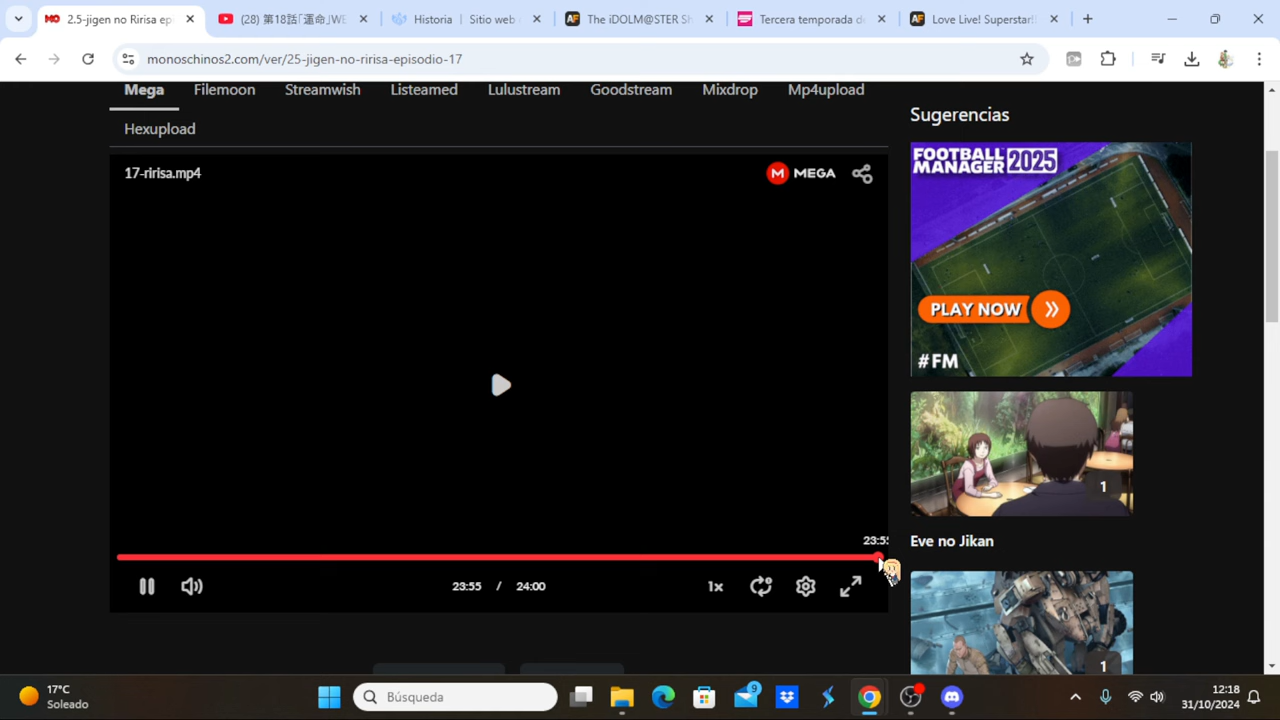 2.5-jigen no Ririsa ep
(28) 第18話「運命」WE
Historia | Sitio web
The iDOLM@STER Sh
Tercera temporada de
Love Live! Superstar!!
monoschinos2.com/ver/25-jigen-no-ririsa-episodio-17
Mega Filemoon Streamwish Listeamed Lulustream Goodstream Mixdrop Mp4upload
Hexupload
17-ririsa.mp4
M MEGA
23:55
23:55 / 24:00
1x
Sugerencias
FOOTBALL
MANAGER 2025
PLAY NOW
#FM
1
Eve no Jikan
1
17°C
Soleado
Búsqueda
9
12:18
31/10/2024